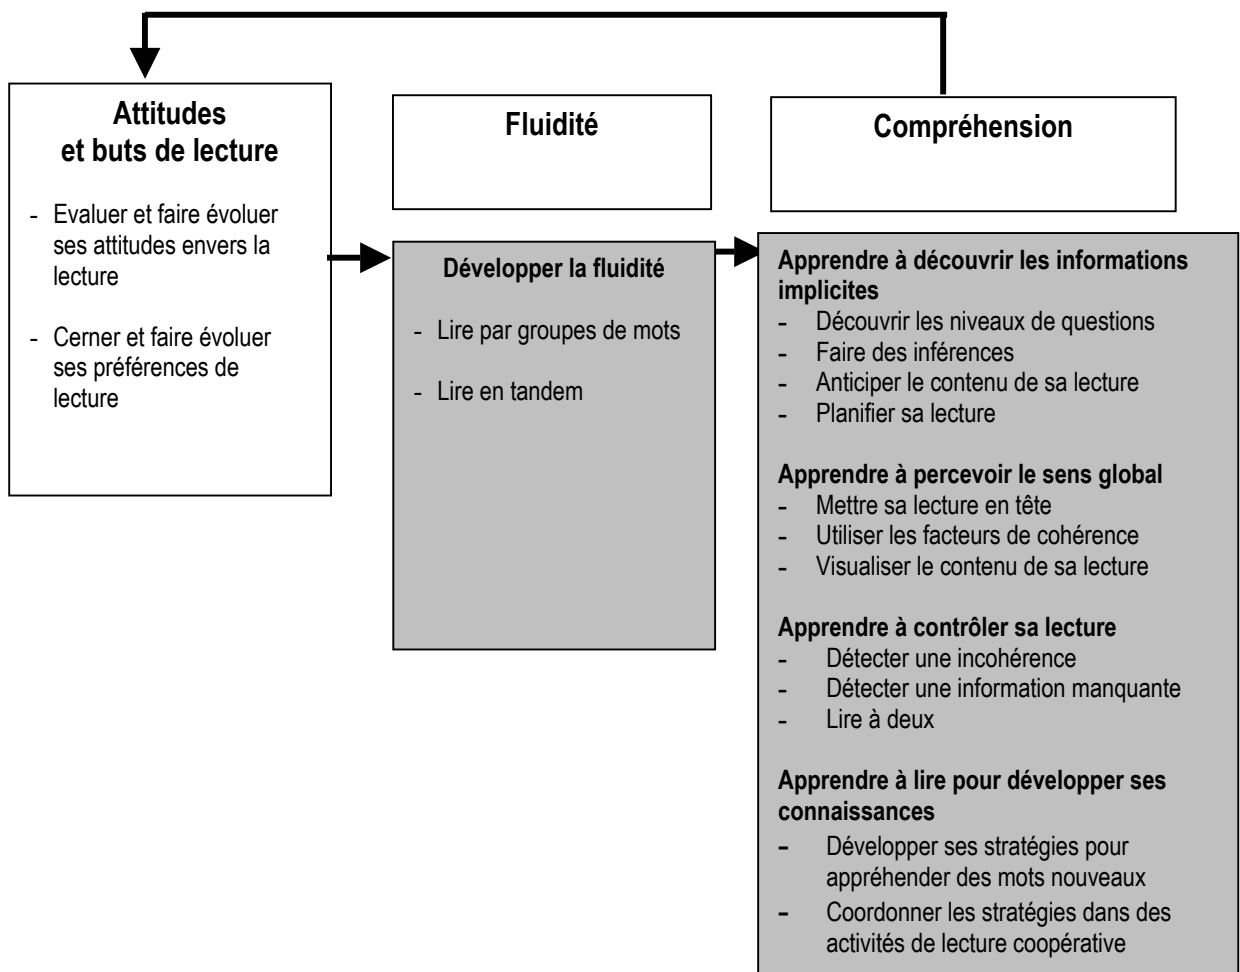 Attitudes
et buts de lecture
- Evaluer et faire évoluer
ses attitudes envers la
lecture
- Cerner et faire évoluer
ses préférences de
lecture
Fluidité
Développer la fluidité
- Lire par groupes de mots
- Lire en tandem
Compréhension
Apprendre à découvrir les informations
implicites
- Découvrir les niveaux de questions
- Faire des inférences
- Anticiper le contenu de sa lecture
- Planifier sa lecture
Apprendre à percevoir le sens global
- Mettre sa lecture en tête
- Utiliser les facteurs de cohérence
- Visualiser le contenu de sa lecture
Apprendre à contrôler sa lecture
- Détecter une incohérence
- Détecter une information manquante
- Lire à deux
Apprendre à lire pour développer ses
connaissances
- Développer ses stratégies pour
appréhender des mots nouveaux
- Coordonner les stratégies dans des
activités de lecture coopérative